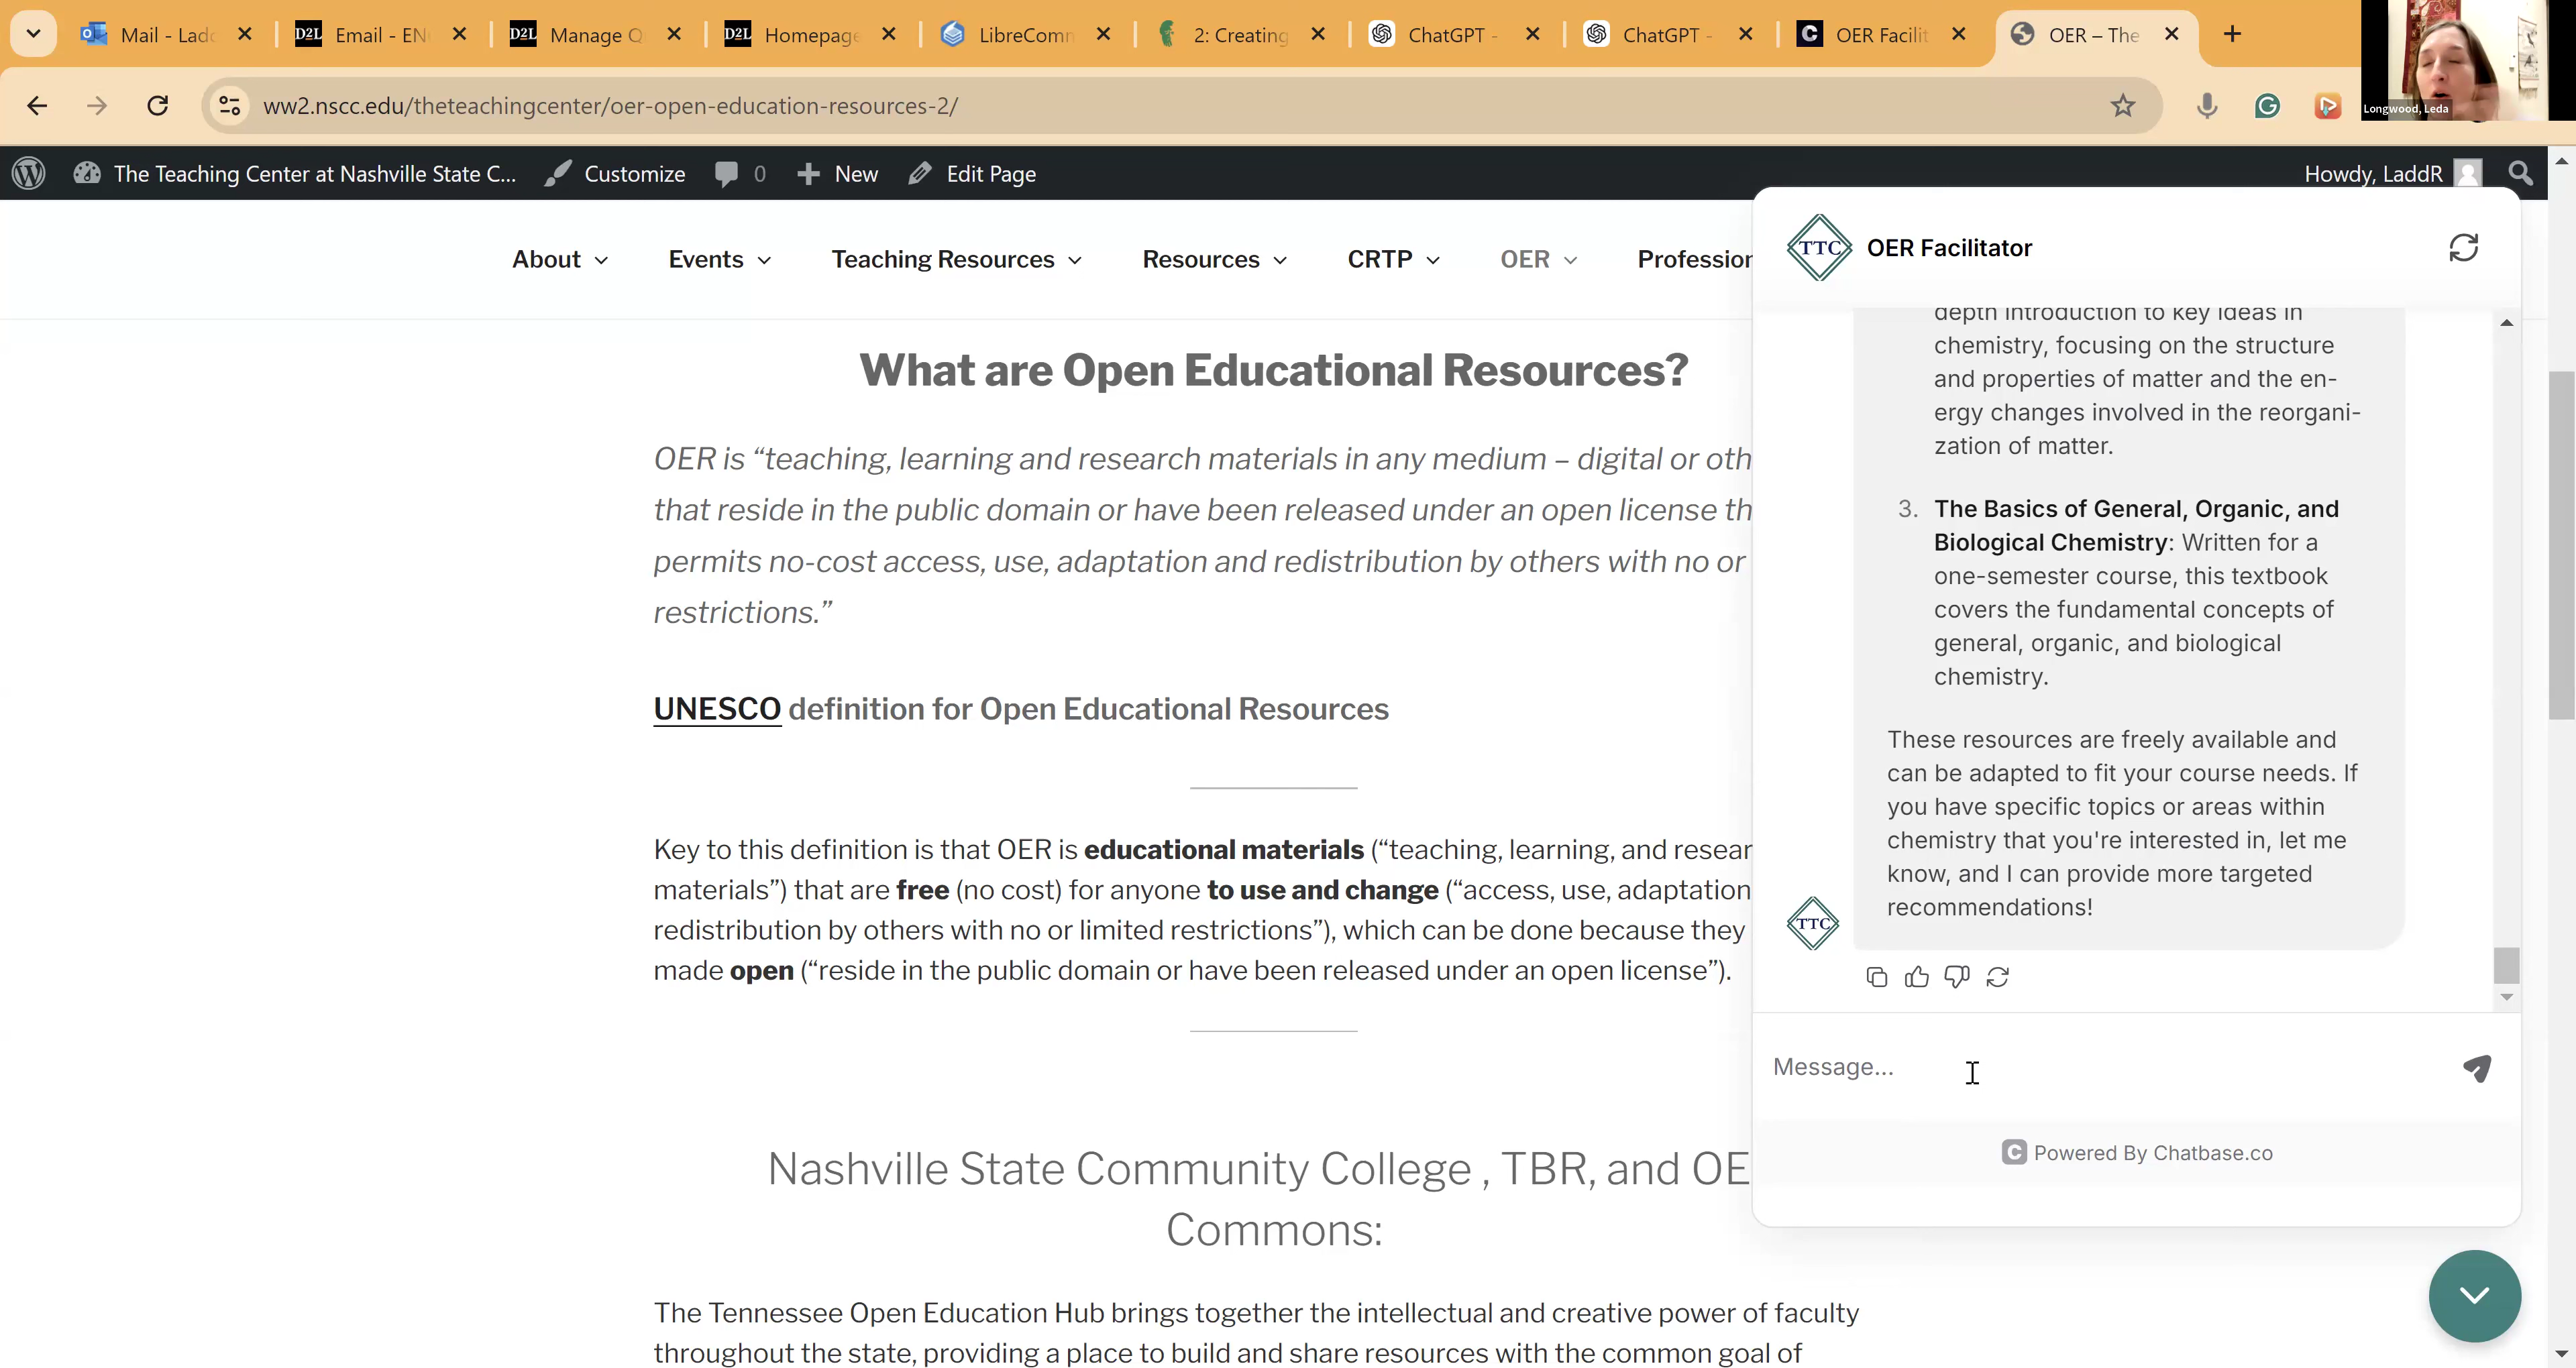 Mail - Ladd
Email - EN
Manage Q
Homepage
LibreComm
2: Creating
ChatGPT -
ChatGPT -
OER Facilit
OER – The
Longwood, Leda
ww2.nscc.edu/theteachingcenter/oer-open-education-resources-2/
The Teaching Center at Nashville State C...
Customize
0
New
Edit Page
Howdy, LaddR
About
Events
Teaching Resources
Resources
CRTP
OER
Profession
What are Open Educational Resources?
OER is “teaching, learning and research materials in any medium – digital or oth
that reside in the public domain or have been released under an open license th
permits no-cost access, use, adaptation and redistribution by others with no or
restrictions.”
UNESCO definition for Open Educational Resources
Key to this definition is that OER is educational materials (“teaching, learning, and resear
materials”) that are free (no cost) for anyone to use and change (“access, use, adaptation
redistribution by others with no or limited restrictions”), which can be done because they
made open (“reside in the public domain or have been released under an open license”).
Nashville State Community College , TBR, and OE
Commons:
The Tennessee Open Education Hub brings together the intellectual and creative power of faculty
throughout the state, providing a place to build and share resources with the common goal of
TTC
OER Facilitator
depth introduction to key ideas in
chemistry, focusing on the structure
and properties of matter and the en-
ergy changes involved in the reorgani-
zation of matter.
3. The Basics of General, Organic, and
Biological Chemistry: Written for a
one-semester course, this textbook
covers the fundamental concepts of
general, organic, and biological
chemistry.
These resources are freely available and
can be adapted to fit your course needs. If
you have specific topics or areas within
chemistry that you're interested in, let me
know, and I can provide more targeted
recommendations!
TTC
Message...
Powered By Chatbase.co